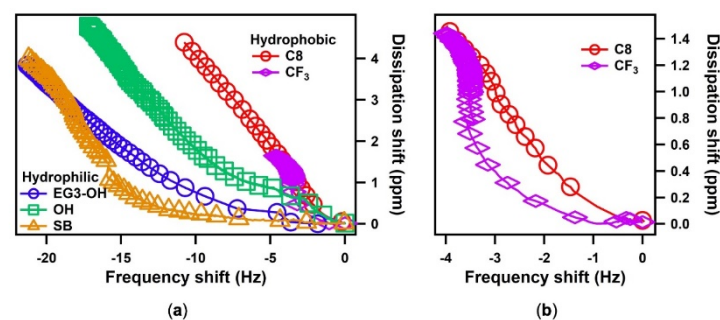 Hydrophobic
C8
CF3
Hydrophilic
EG3-OH
OH
SB
4
3
2
1
0
Dissipation shift (ppm)
-20
-15
-10
-5
0
Frequency shift (Hz)
(a)
C8
CF3
1.4
1.2
1.0
0.8
0.6
0.4
0.2
0.0
Dissipation shift (ppm)
-4
-3
-2
-1
0
Frequency shift (Hz)
(b)